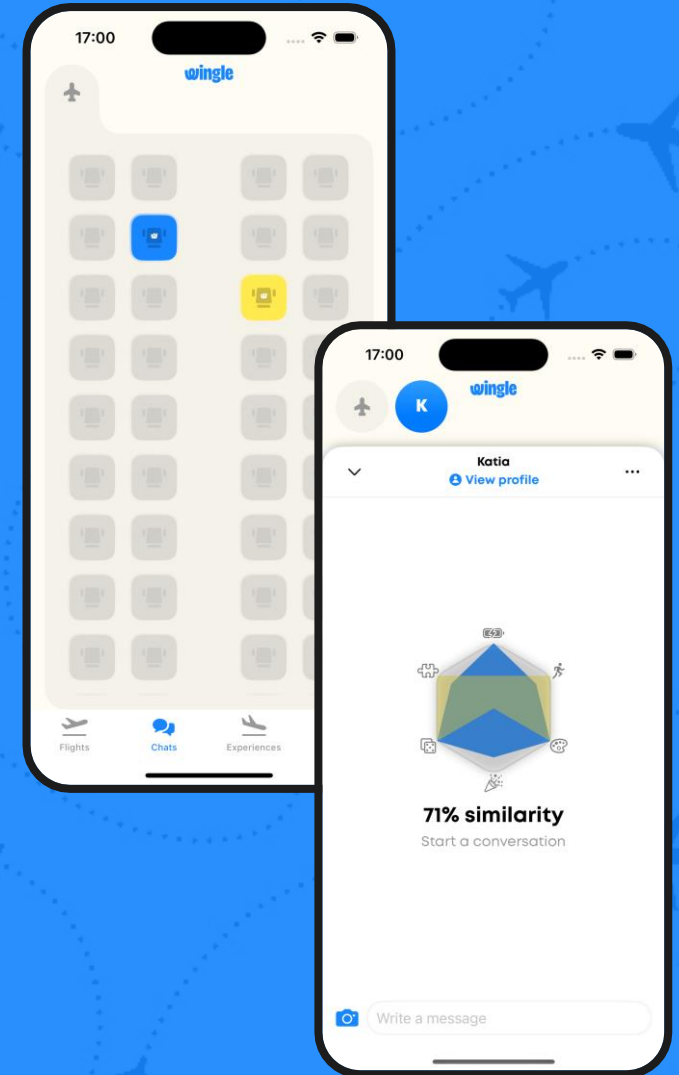 17:00
wingle
Flights
Chats
Experiences
17:00
wingle
K
Katia
View profile
71% similarity
Start a conversation
Write a message